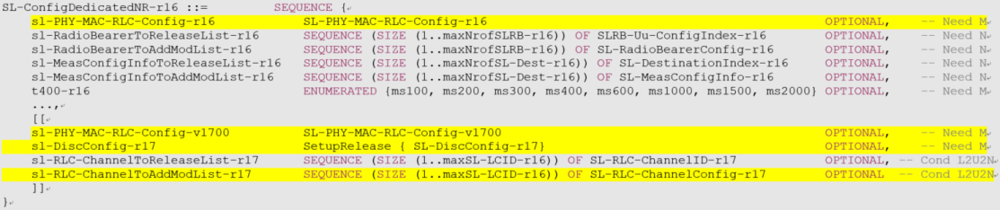 SL-ConfigDedicatedNR-r16 ::= SEQUENCE {
sl-PHY-MAC-RLC-Config-r16 SL-PHY-MAC-RLC-Config-r16 OPTIONAL, -- Need M
sl-RadioBearerToReleaseList-r16 SEQUENCE (SIZE (1..maxNrofSLRB-r16)) OF SLRB-Uu-ConfigIndex-r16 OPTIONAL, -- Need N
sl-RadioBearerToAddModList-r16 SEQUENCE (SIZE (1..maxNrofSLRB-r16)) OF SL-RadioBearerConfig-r16 OPTIONAL, -- Need N
sl-MeasConfigInfoToReleaseList-r16 SEQUENCE (SIZE (1..maxNrofSL-Dest-r16)) OF SL-DestinationIndex-r16 OPTIONAL, -- Need N
sl-MeasConfigInfoToAddModList-r16 SEQUENCE (SIZE (1..maxNrofSL-Dest-r16)) OF SL-MeasConfigInfo-r16 OPTIONAL, -- Need N
t400-r16 ENUMERATED {ms100, ms200, ms300, ms400, ms600, ms1000, ms1500, ms2000} OPTIONAL, -- Need M
...,
[[
sl-PHY-MAC-RLC-Config-v1700 SL-PHY-MAC-RLC-Config-v1700 OPTIONAL, -- Need M
sl-DiscConfig-r17 SetupRelease { SL-DiscConfig-r17} OPTIONAL, -- Need M
sl-RLC-ChannelToReleaseList-r17 SEQUENCE (SIZE (1..maxSL-LCID-r16)) OF SL-RLC-ChannelID-r17 OPTIONAL, -- Cond L2U2N
sl-RLC-ChannelToAddModList-r17 SEQUENCE (SIZE (1..maxSL-LCID-r16)) OF SL-RLC-ChannelConfig-r17 OPTIONAL, -- Cond L2U2N
]]
}